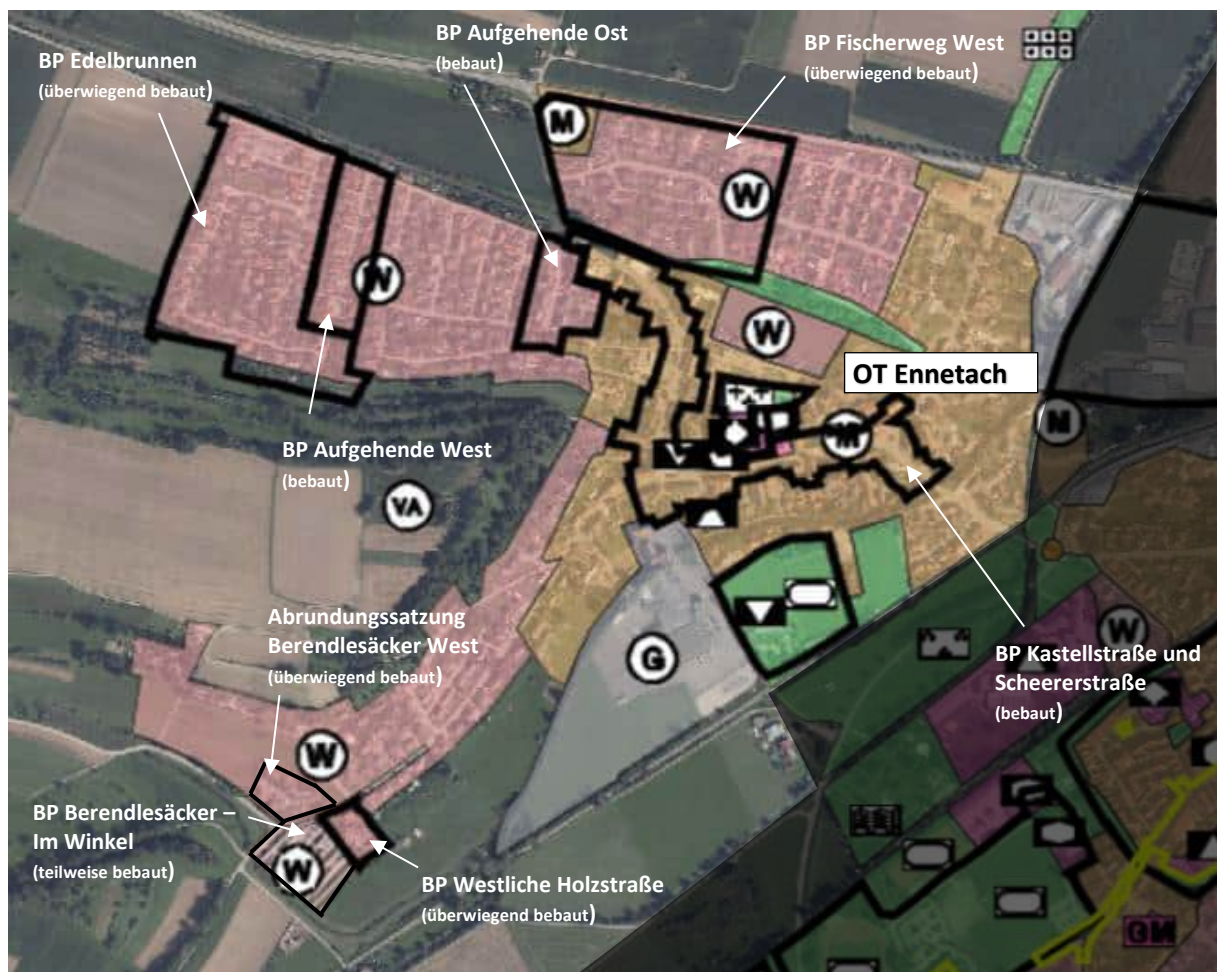 BP Aufgehende Ost
(bebaut)
BP Fischerweg West
(überwiegend bebaut)
BP Edelbrunnen
(überwiegend bebaut)
M
W
W
W
OT Ennetach
M
M
BP Aufgehende West
(bebaut)
VA
Abrundungssatzung
Berendlesäcker West
(überwiegend bebaut)
G
W
BP Kastellstraße und
Scheererstraße
(bebaut)
W
BP Berendlesäcker –
Im Winkel
(teilweise bebaut)
W
BP Westliche Holzstraße
(überwiegend bebaut)